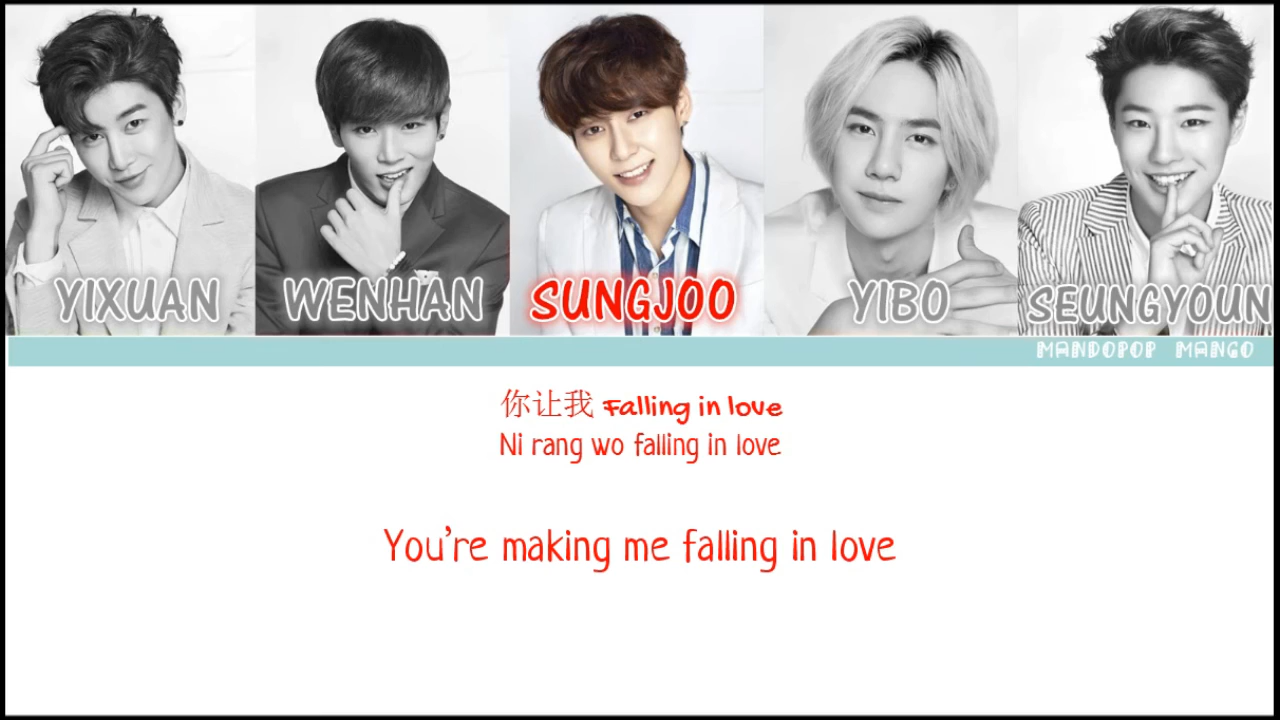 YIXUAN
WENHAN
SUNGJOO
YIBO
SEUNGYOUN
MANDOPOP MANGO
你让我 Falling in love
Ni rang wo falling in love
You're making me falling in love